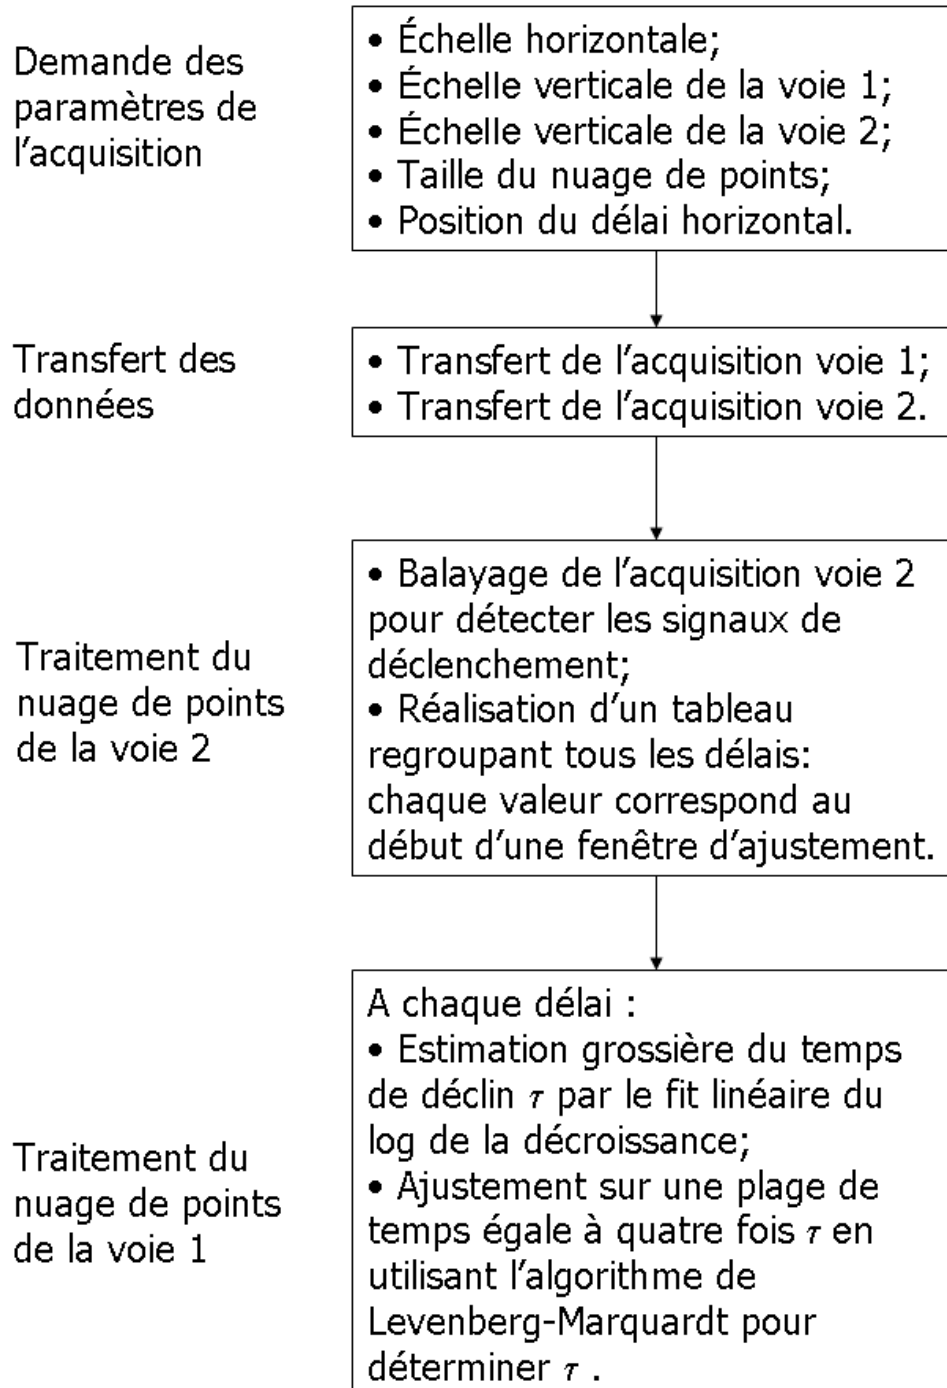 Demande des
paramètres de
l'acquisition
• Échelle horizontale;
• Échelle verticale de la voie 1;
• Échelle verticale de la voie 2;
• Taille du nuage de points;
• Position du délai horizontal.
Transfert des
données
• Transfert de l'acquisition voie 1;
• Transfert de l'acquisition voie 2.
Traitement du
nuage de points
de la voie 2
• Balayage de l'acquisition voie 2
pour détecter les signaux de
déclenchement;
• Réalisation d'un tableau
regroupant tous les délais:
chaque valeur correspond au
début d'une fenêtre d'ajustement.
Traitement du
nuage de points
de la voie 1
A chaque délai :
• Estimation grossière du temps
de déclin τ par le fit linéaire du
log de la décroissance;
• Ajustement sur une plage de
temps égale à quatre fois τ en
utilisant l'algorithme de
Levenberg-Marquardt pour
déterminer τ .